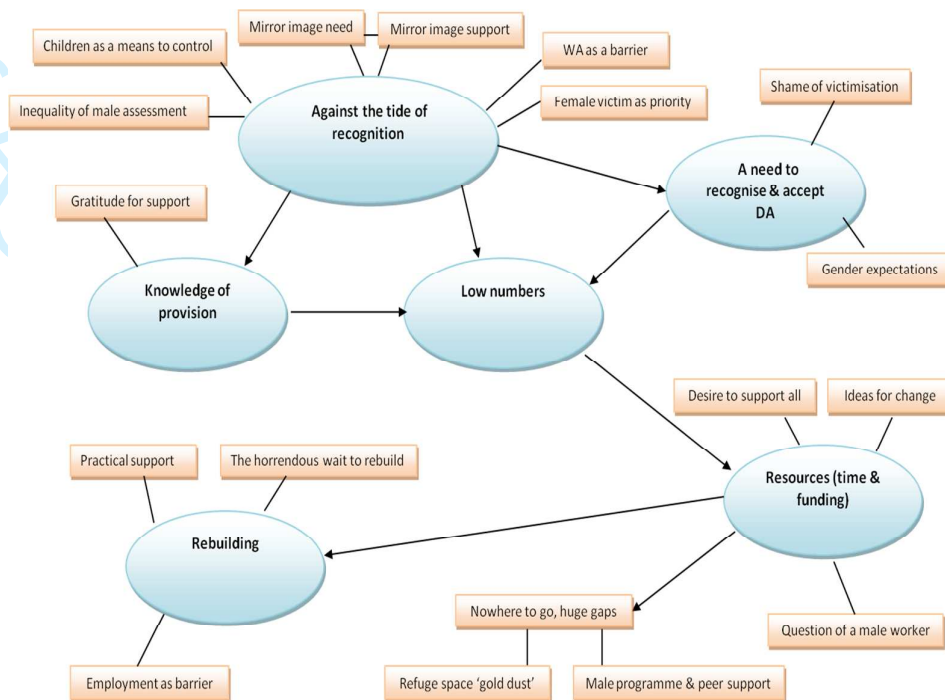 Mirror image need
Mirror image support
Children as a means to control
WA as a barrier
Shame of victimisation
Inequality of male assessment
Against the tide of
recognition
Female victim as priority
A need to
recognise & accept
DA
Gratitude for support
Gender expectations
Knowledge of
provision
Low numbers
Desire to support all
Ideas for change
Practical support
The horrendous wait to rebuild
Resources (time &
funding)
Rebuilding
Nowhere to go, huge gaps
Question of a male worker
Employment as barrier
Refuge space ‘gold dust’
Male programme & peer support